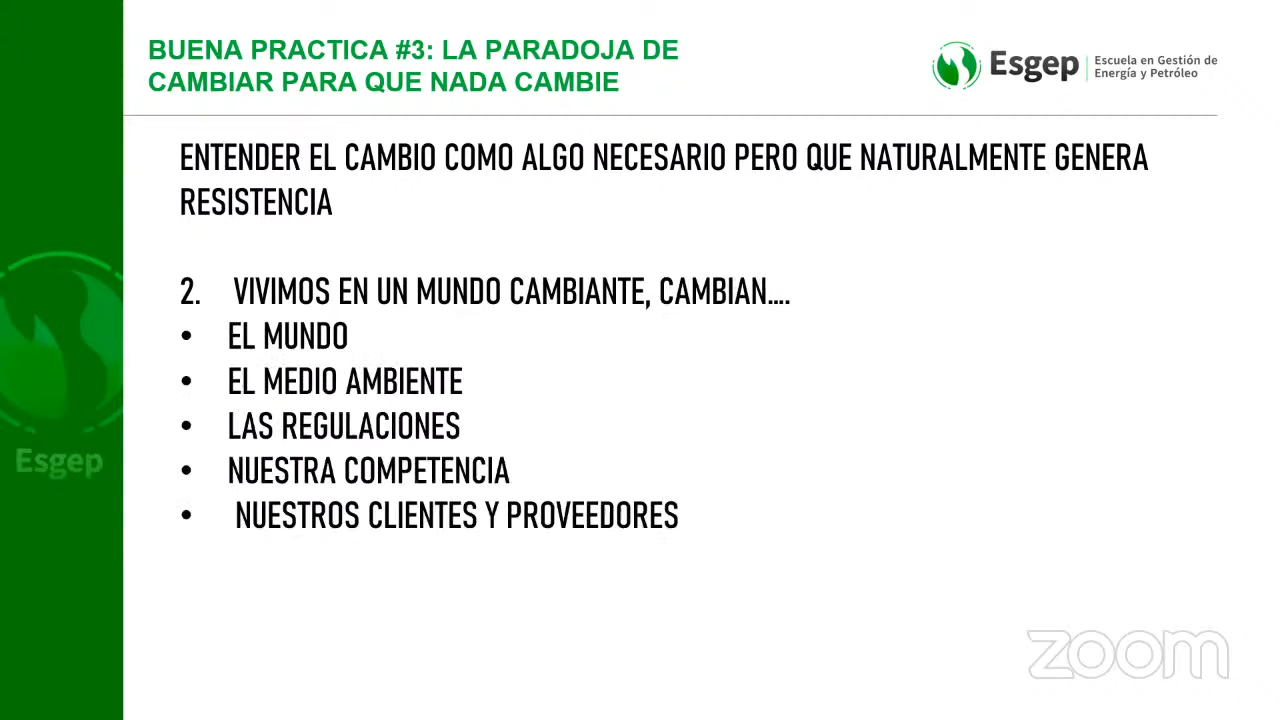 BUENA PRACTICA #3: LA PARADOJA DE
CAMBIAR PARA QUE NADA CAMBIE
Esgep
Escuela en Gestión de
Energía y Petróleo
ENTENDER EL CAMBIO COMO ALGO NECESARIO PERO QUE NATURALMENTE GENERA
RESISTENCIA
2. VIVIMOS EN UN MUNDO CAMBIANTE, CAMBIAN....
• EL MUNDO
• EL MEDIO AMBIENTE
• LAS REGULACIONES
• NUESTRA COMPETENCIA
• NUESTROS CLIENTES Y PROVEEDORES
Esgep
zoom